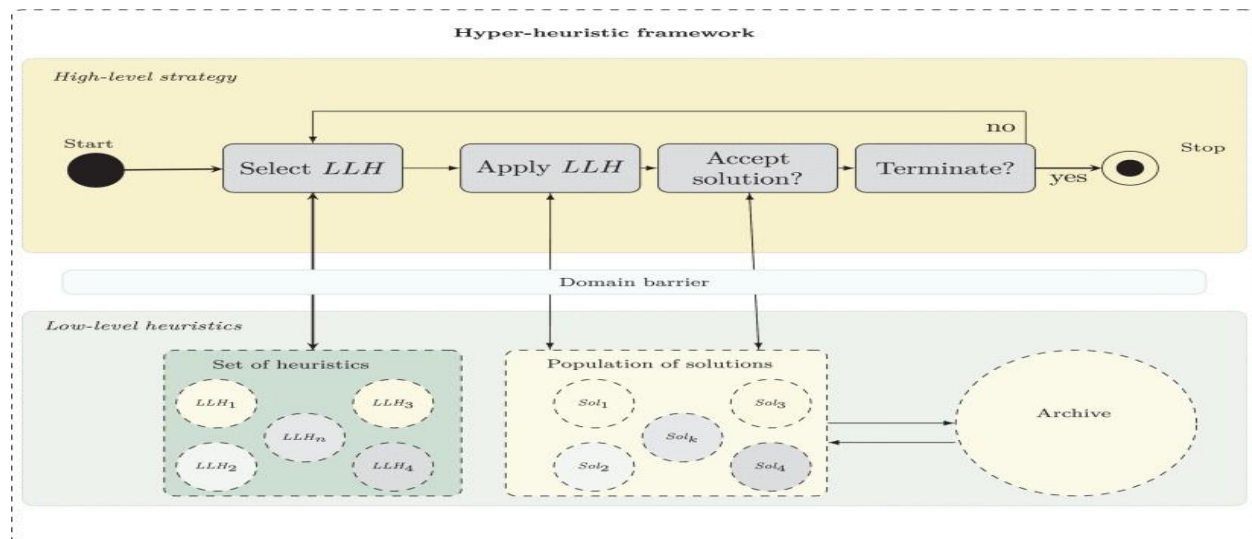 Hyper-heuristic framework
High-level strategy
Start
Select LLH
Apply LLH
Accept
solution?
Terminate?
no
yes
Stop
Domain barrier
Low-level heuristics
Set of heuristics
LLH₁
LLH₃
LLHₙ
LLH₂
LLH₄
Population of solutions
Sol₁
Sol₃
Solₖ
Sol₂
Sol₄
Archive